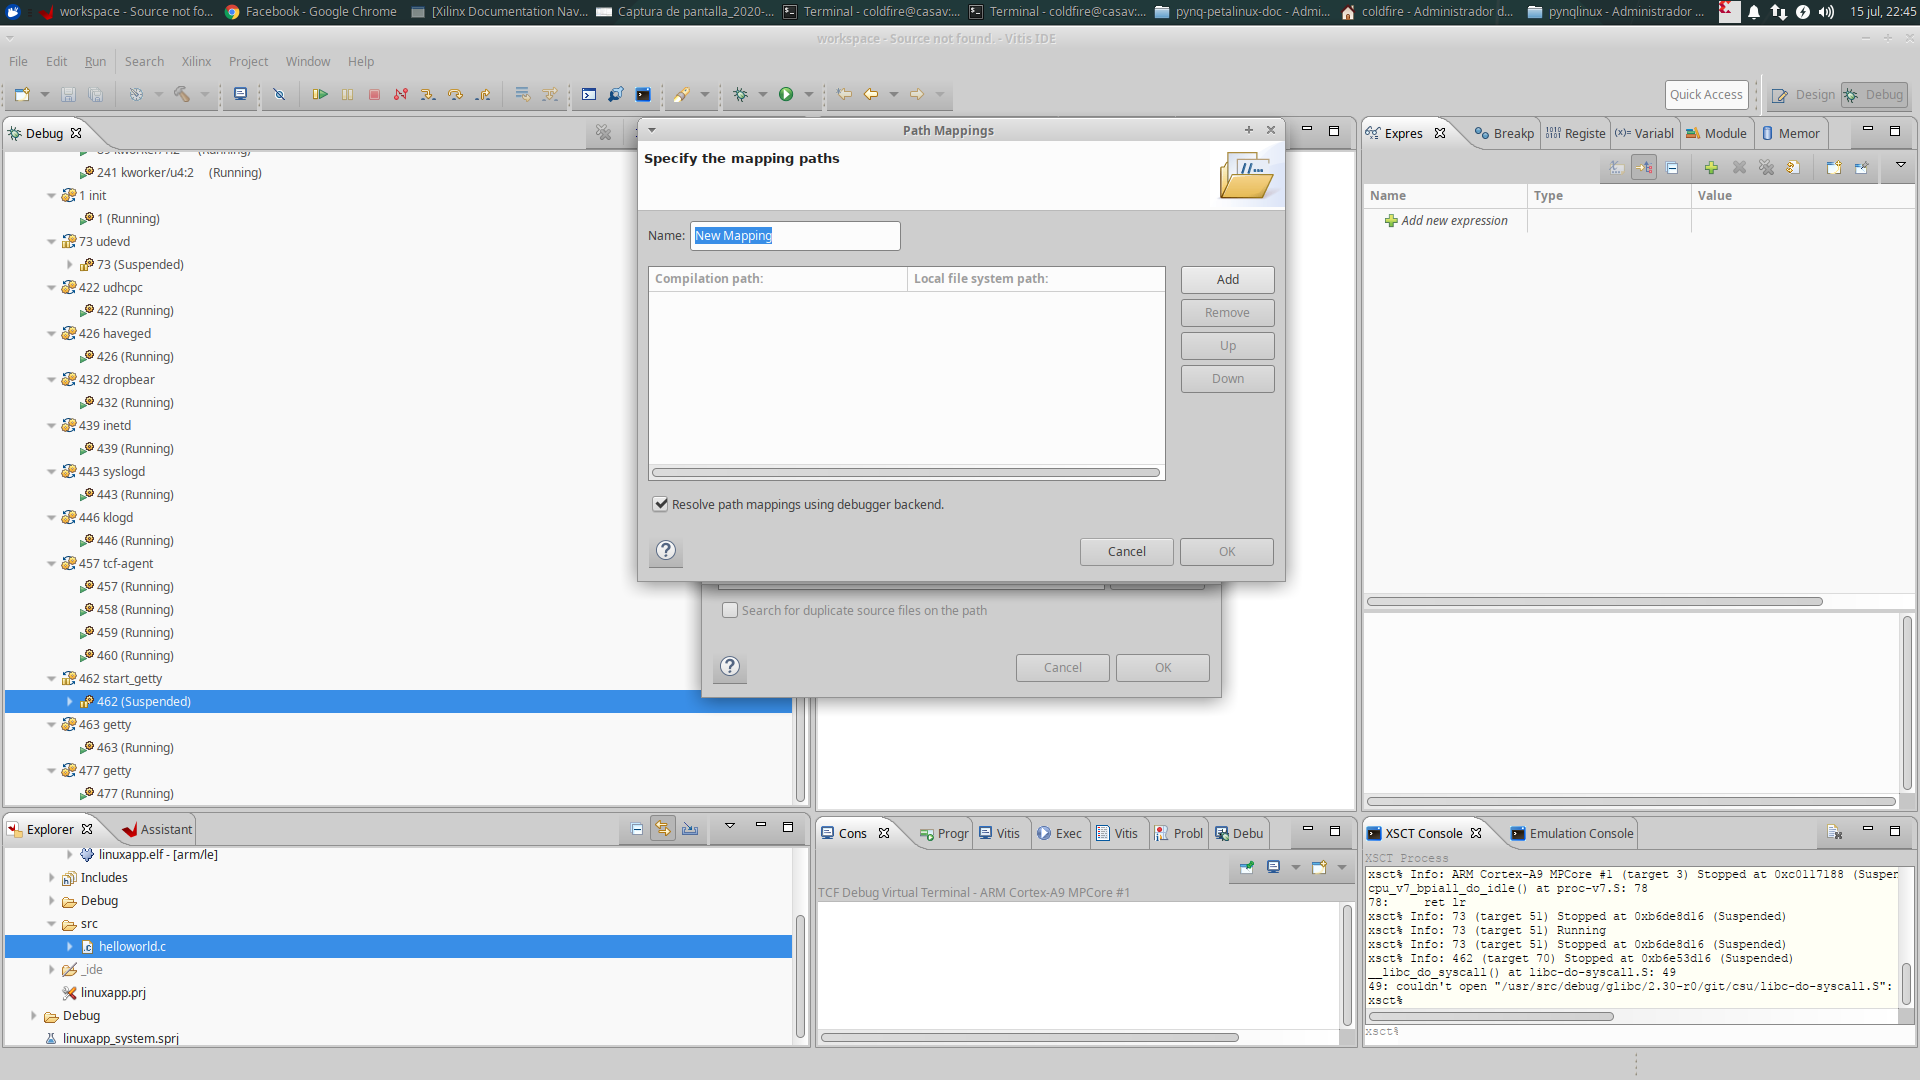 workspace - Source not fo...
Facebook - Google Chrome
[Xilinx Documentation Nav...
Captura de pantalla_2020-...
Terminal - coldfire@casav:...
Terminal - coldfire@casav:...
pynq-petalinux-doc - Admi...
coldfire - Administrador d...
pynqlinux - Administrador ...
15 jul, 22:45
workspace - Source not found. - Vitis IDE
File Edit Run Search Xilinx Project Window Help
Quick Access
Design
Debug
Debug
241 kworker/u4:2 (Running)
1 init
1 (Running)
73 udevd
73 (Suspended)
422 udhcpc
422 (Running)
426 haveged
426 (Running)
432 dropbear
432 (Running)
439 inetd
439 (Running)
443 syslogd
443 (Running)
446 klogd
446 (Running)
457 tcf-agent
457 (Running)
458 (Running)
459 (Running)
460 (Running)
462 start_getty
462 (Suspended)
463 getty
463 (Running)
477 getty
477 (Running)
Path Mappings
Specify the mapping paths
Name: New Mapping
Compilation path: Local file system path:
Add
Remove
Up
Down
Resolve path mappings using debugger backend.
Cancel OK
Search for duplicate source files on the path
Cancel OK
Expres Breakp Registe Variabl Module Memor
Name Type Value
Add new expression
Explorer Assistant
linuxapp.elf - [arm/le]
Includes
Debug
src
helloworld.c
_ide
linuxapp.prj
Debug
linuxapp_system.sprj
Cons Progr Vitis Exec Vitis Probl Debu
TCF Debug Virtual Terminal - ARM Cortex-A9 MPCore #1
XSCT Console Emulation Console
XSCT Process
xsct% Info: ARM Cortex-A9 MPCore #1 (target 3) Stopped at 0xc0117188 (Suspen
cpu_v7_bpiall_do_idle() at proc-v7.S: 78
78: ret lr
xsct% Info: 73 (target 51) Stopped at 0xb6de8d16 (Suspended)
xsct% Info: 73 (target 51) Running
xsct% Info: 73 (target 51) Stopped at 0xb6de8d16 (Suspended)
xsct% Info: 462 (target 70) Stopped at 0xb6e53d16 (Suspended)
__libc_do_syscall() at libc-do-syscall.S: 49
49: couldn't open "/usr/src/debug/glibc/2.30-r0/git/csu/libc-do-syscall.S":
xsct%
xsct%